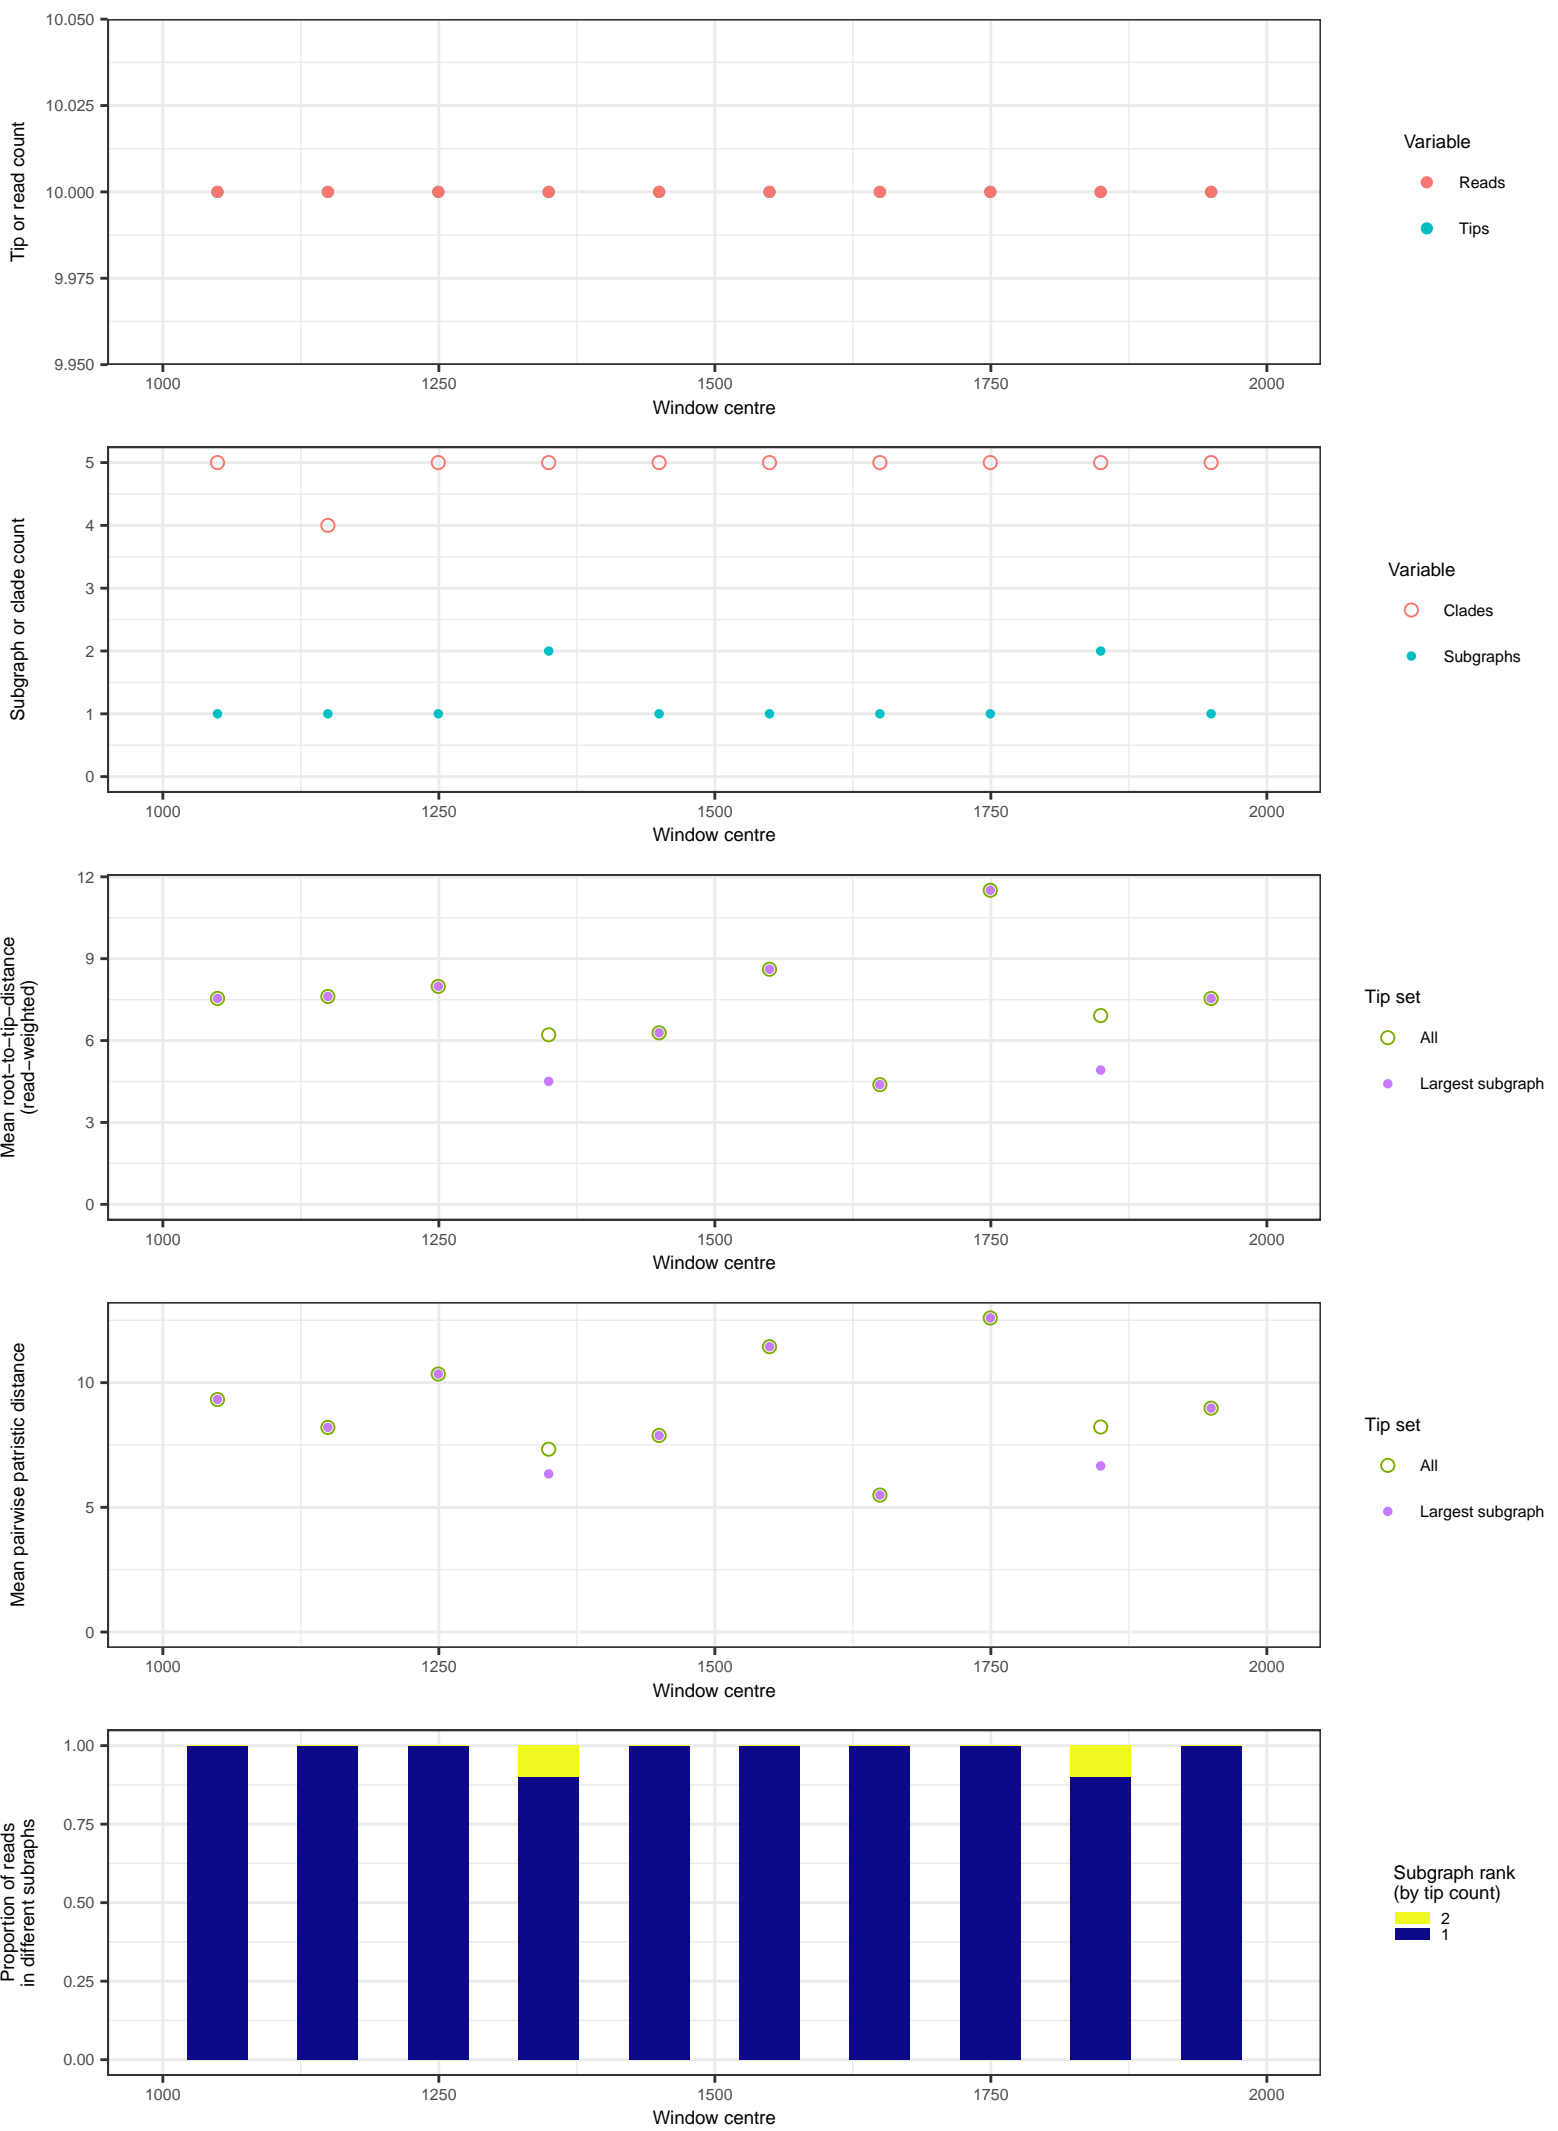 10.050
10.025
10.000
9.975
9.950
Tip or read count
1000 1250 1500 1750 2000
Window centre
Variable
Reads
Tips
5
4
3
2
1
0
Subgraph or clade count
1000 1250 1500 1750 2000
Window centre
Variable
Clades
Subgraphs
12
9
6
3
0
Mean root−to−tip−distance
(read−weighted)
1000 1250 1500 1750 2000
Window centre
Tip set
All
Largest subgraph
10
5
0
Mean pairwise patristic distance
1000 1250 1500 1750 2000
Window centre
Tip set
All
Largest subgraph
1.00
0.75
0.50
0.25
0.00
Proportion of reads
in different subraphs
1000 1250 1500 1750 2000
Window centre
Subgraph rank
(by tip count)
2
1